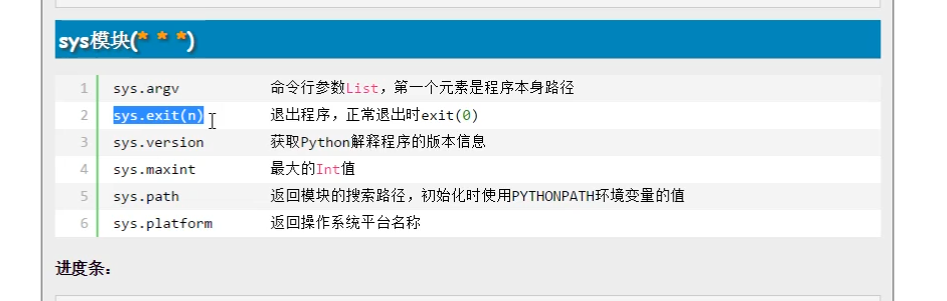 sys模块(* * *)
1 sys.argv 命令行参数List，第一个元素是程序本身路径
2 sys.exit(n) 退出程序，正常退出时exit(0)
3 sys.version 获取Python解释程序的版本信息
4 sys.maxint 最大的Int值
5 sys.path 返回模块的搜索路径，初始化时使用PYTHONPATH环境变量的值
6 sys.platform 返回操作系统平台名称
进度条：